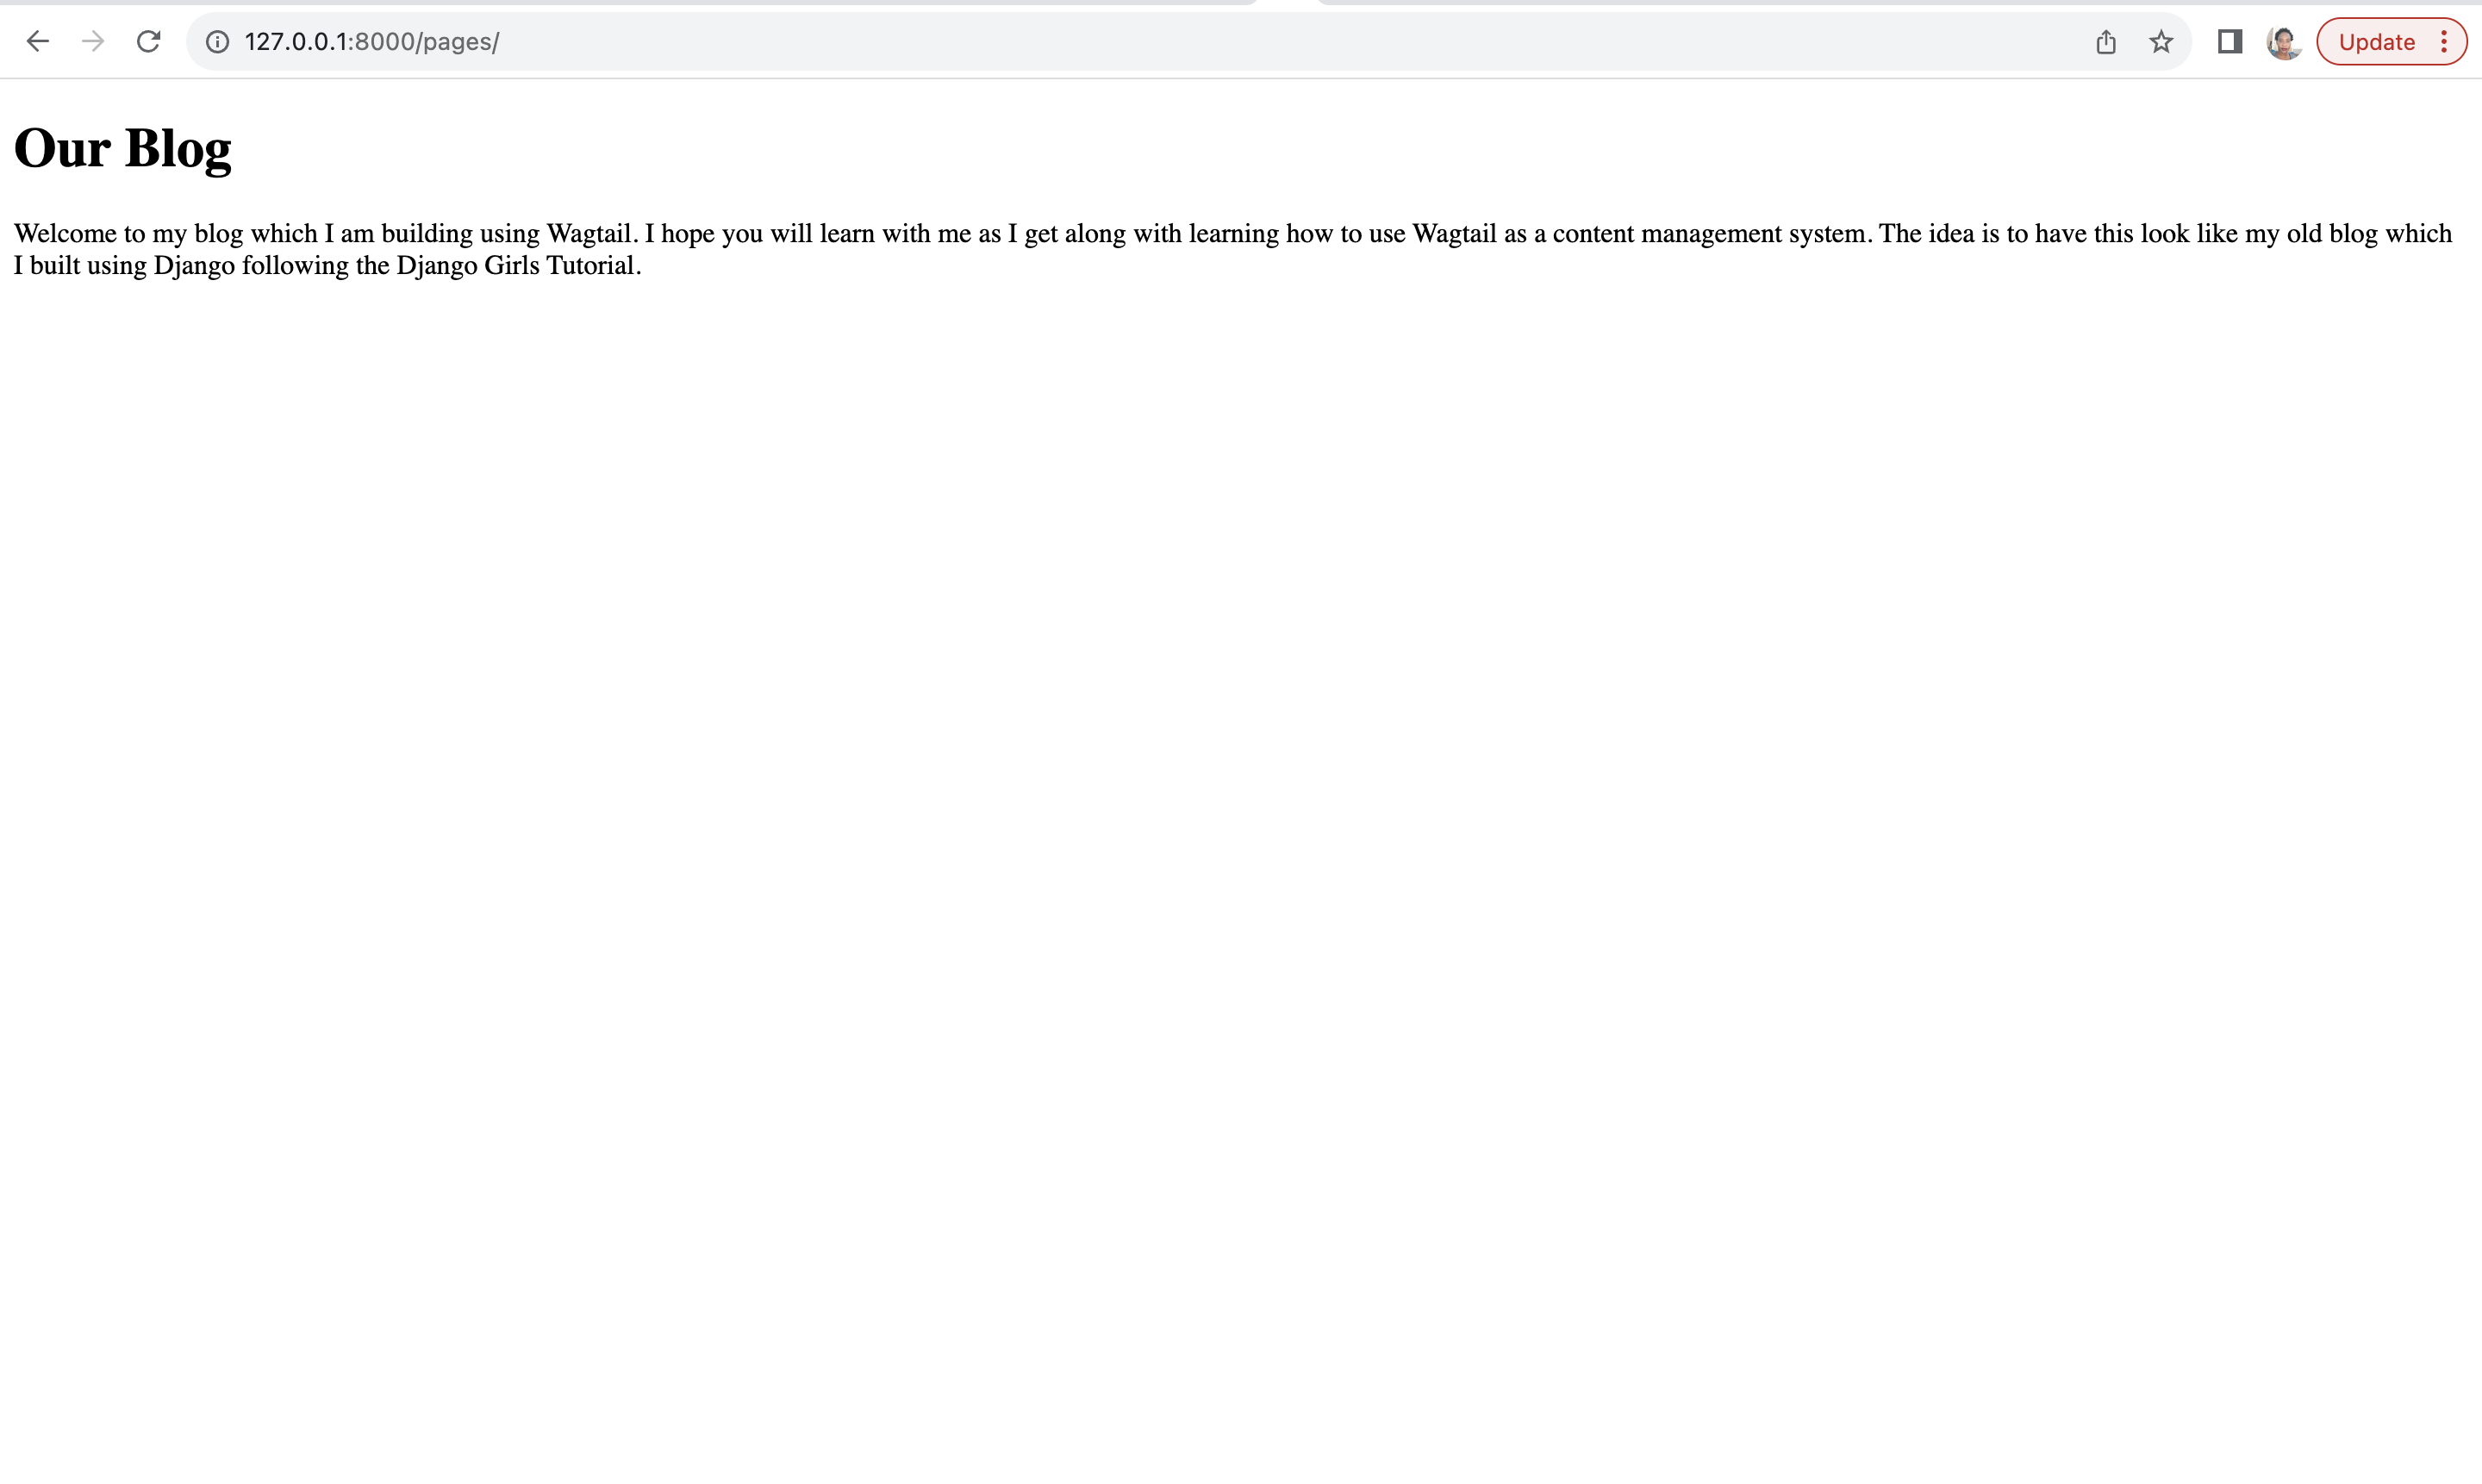 127.0.0.1:8000/pages/
Update
Our Blog
Welcome to my blog which I am building using Wagtail. I hope you will learn with me as I get along with learning how to use Wagtail as a content management system. The idea is to have this look like my old blog which
I built using Django following the Django Girls Tutorial.